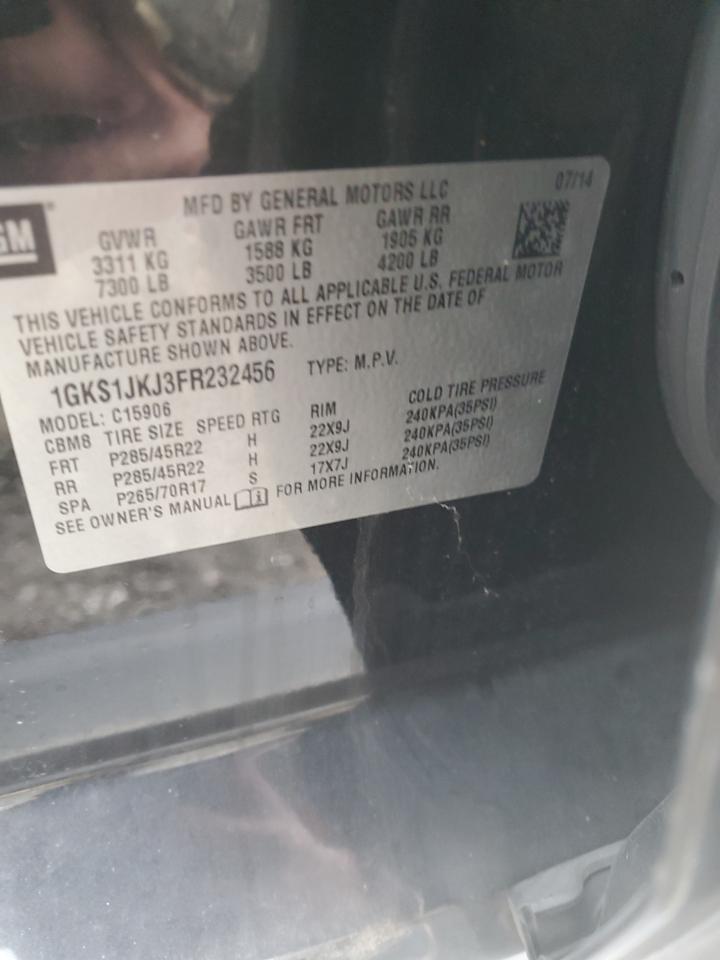 GM® MFD BY GENERAL MOTORS LLC 07/14
GVWR GAWR FRT GAWR RR
3311 KG 1588 KG 1905 KG
7300 LB 3500 LB 4200 LB
THIS VEHICLE CONFORMS TO ALL APPLICABLE U.S. FEDERAL MOTOR
VEHICLE SAFETY STANDARDS IN EFFECT ON THE DATE OF
MANUFACTURE SHOWN ABOVE.
1GKS1JKJ3FR232456 TYPE: M.P.V.
MODEL: C15906
CBM8 TIRE SIZE SPEED RTG RIM COLD TIRE PRESSURE
FRT P285/45R22 H 22X9J 240KPA(35PSI)
RR P285/45R22 H 22X9J 240KPA(35PSI)
SPA P265/70R17 S 17X7J 240KPA(35PSI)
SEE OWNER'S MANUAL FOR MORE INFORMATION.